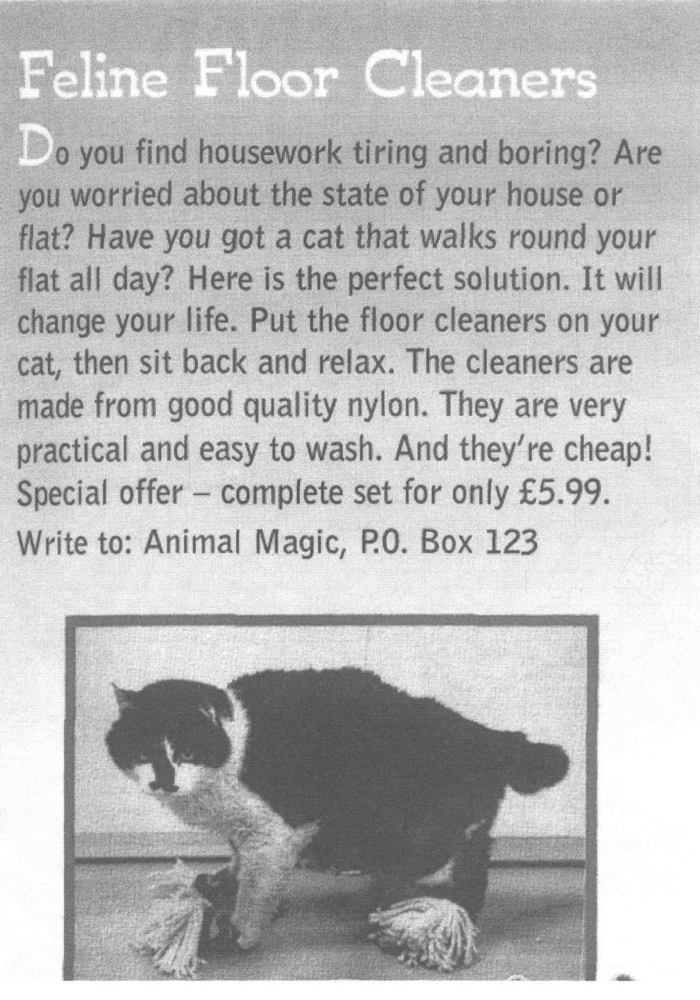 Feline Floor Cleaners
Do you find housework tiring and boring? Are
you worried about the state of your house or
flat? Have you got a cat that walks round your
flat all day? Here is the perfect solution. It will
change your life. Put the floor cleaners on your
cat, then sit back and relax. The cleaners are
made from good quality nylon. They are very
practical and easy to wash. And they're cheap!
Special offer – complete set for only £5.99.
Write to: Animal Magic, P.O. Box 123